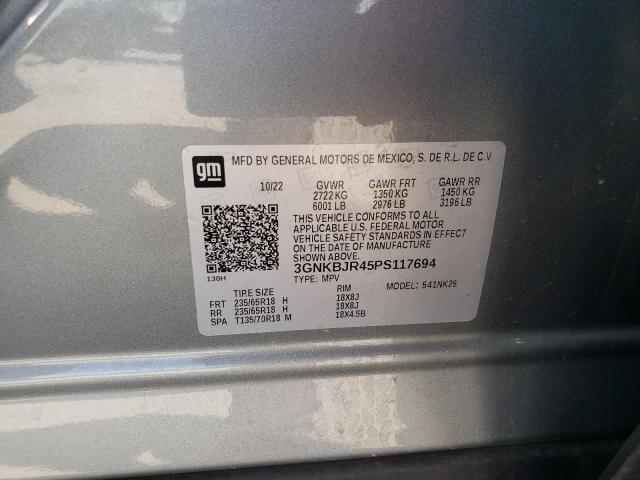 gm
MFD BY GENERAL MOTORS DE MEXICO, S. DE R.L. DE C.V
10/22 GVWR GAWR FRT GAWR RR
2722 KG 1350 KG 1450 KG
6001 LB 2976 LB 3196 LB
THIS VEHICLE CONFORMS TO ALL
APPLICABLE U.S. FEDERAL MOTOR
VEHICLE SAFETY STANDARDS IN EFFECT
ON THE DATE OF MANUFACTURE
SHOWN ABOVE.
130H 3GNKBJR45PS117694
TYPE: MPV MODEL: 541NK26
TIRE SIZE RIM
FRT 235/65R18 H 18X8J
RR 235/65R18 H 18X8J
SPA T135/70R18 M 18X4.5B